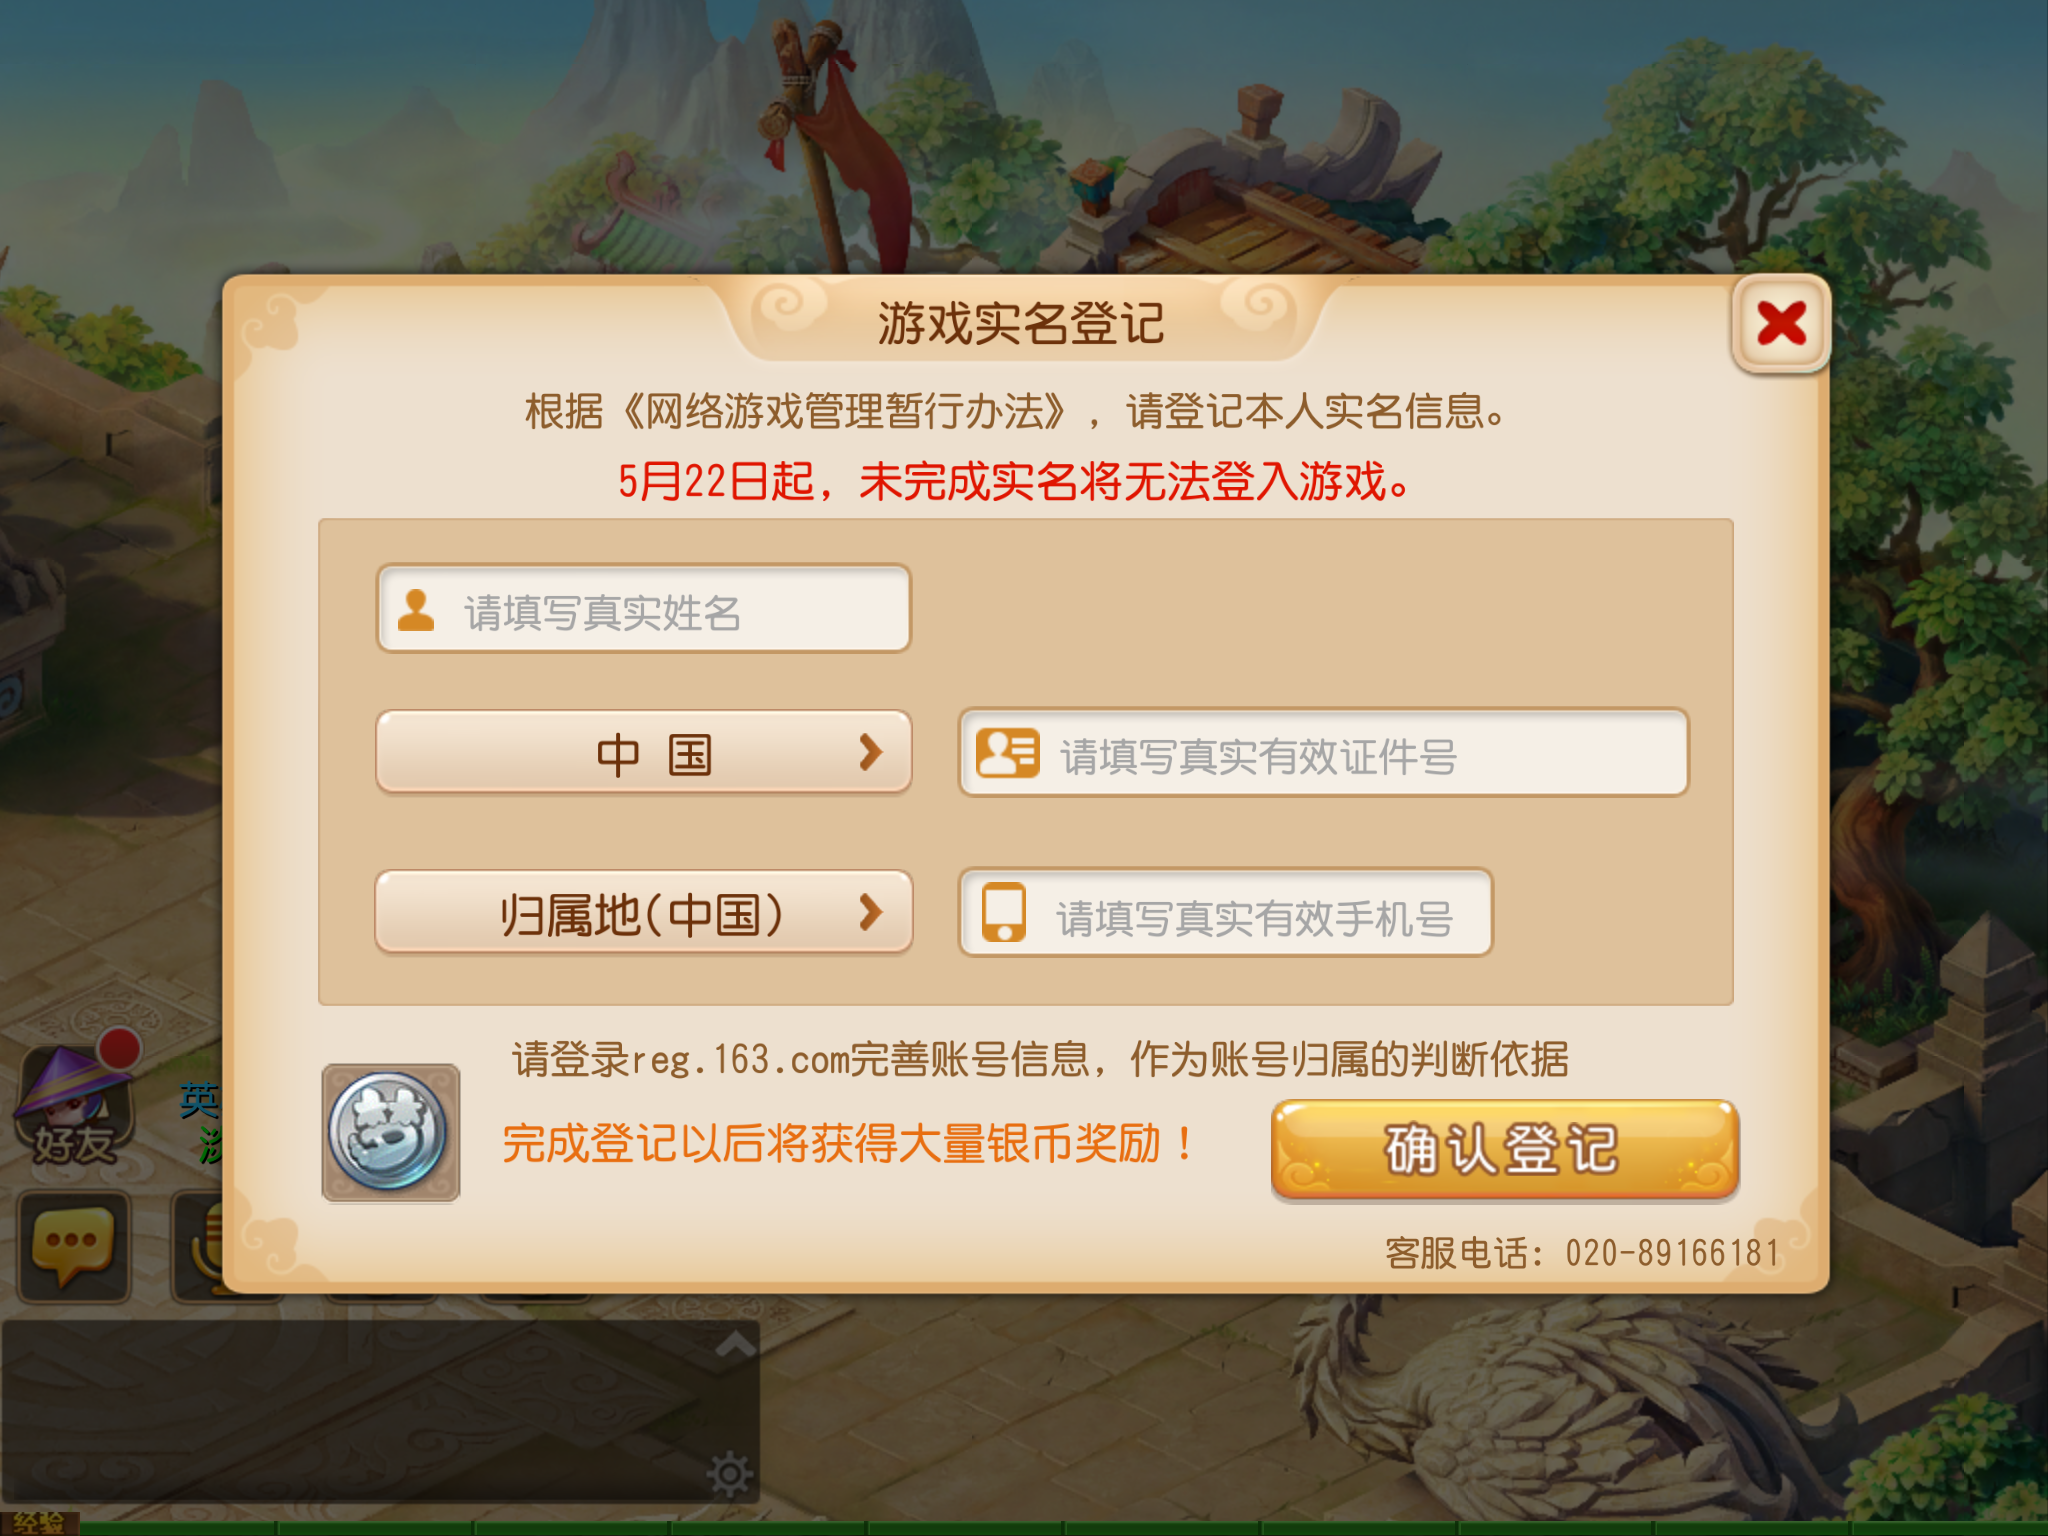 游戏实名登记
根据《网络游戏管理暂行办法》，请登记本人实名信息。
5月22日起，未完成实名将无法登入游戏。
请填写真实姓名
中 国
请填写真实有效证件号
归属地(中国)
请填写真实有效手机号
请登录reg.163.com完善账号信息，作为账号归属的判断依据
完成登记以后将获得大量银币奖励！
确认登记
客服电话：020-89166181
好友
英
经验